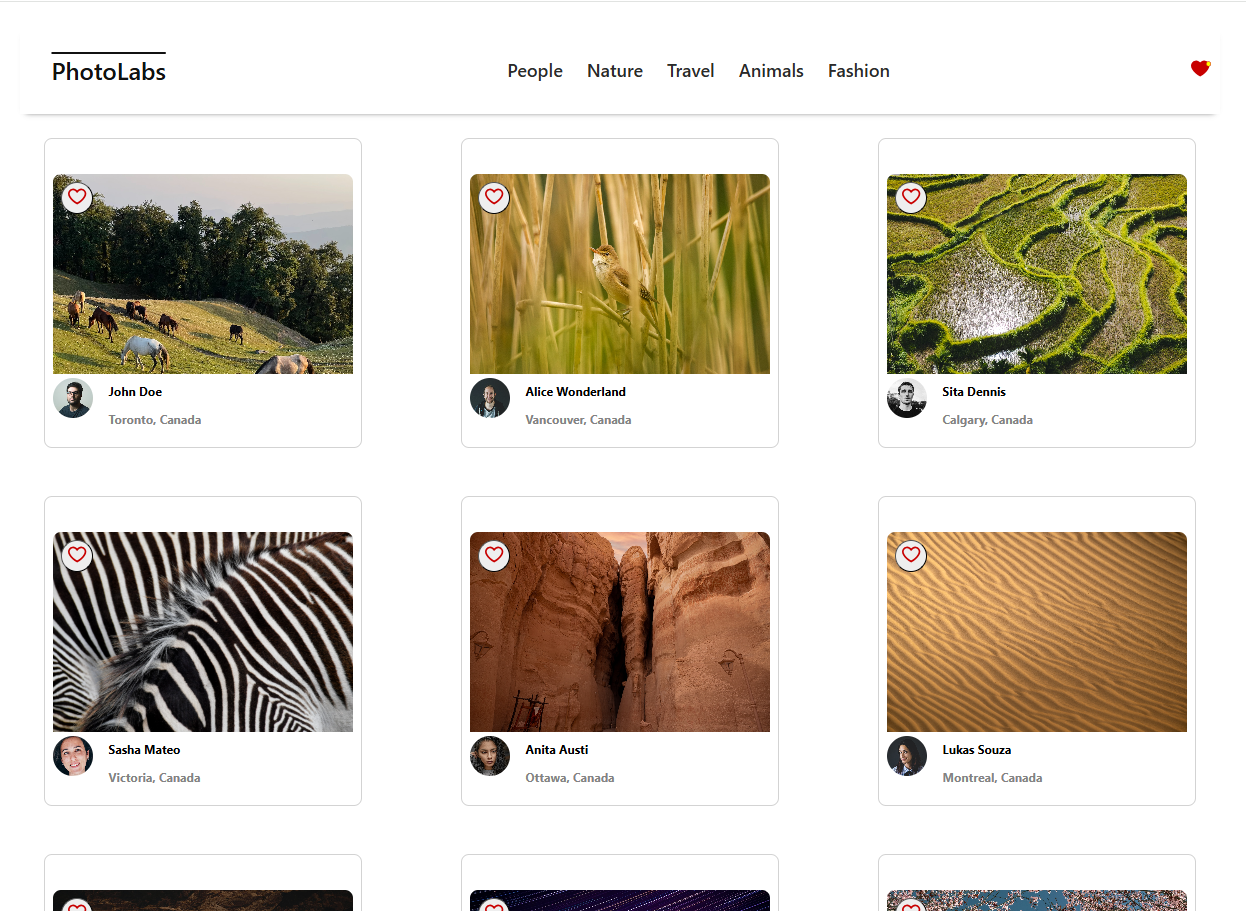 PhotoLabs
People Nature Travel Animals Fashion
John Doe
Toronto, Canada
Alice Wonderland
Vancouver, Canada
Sita Dennis
Calgary, Canada
Sasha Mateo
Victoria, Canada
Anita Austi
Ottawa, Canada
Lukas Souza
Montreal, Canada